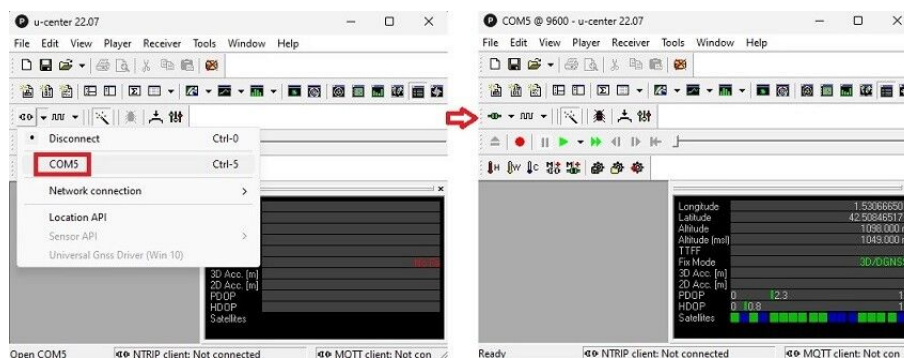 u-center 22.07
File Edit View Player Receiver Tools Window Help
Disconnect Ctrl-0
COM5 Ctrl-5
Network connection
Location API
Sensor API
Universal Gnss Driver (Win 10)
3D Acc. [m]
2D Acc. [m]
PDOP
HDOP
Satellites
Open COM5 NTRIP client: Not connected MQTT client: Not con
COM5 @ 9600 - u-center 22.07
File Edit View Player Receiver Tools Window Help
Longitude 1.53066650
Latitude 42.50846517
Altitude 1098.000
Altitude (msl) 1049.000
TTFF
Fix Mode 3D/DGNSS
3D Acc. [m]
2D Acc. [m]
PDOP 0 2.3
HDOP 0 0.8
Satellites
Ready NTRIP client: Not connected MQTT client: Not con